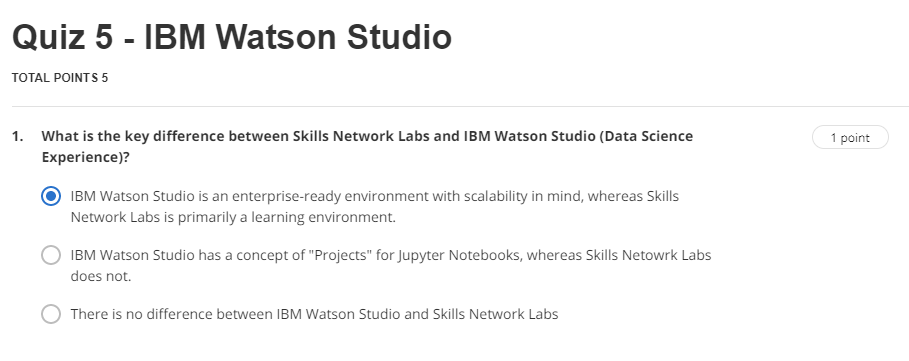 Quiz 5 - IBM Watson Studio
TOTAL POINTS 5
1. What is the key difference between Skills Network Labs and IBM Watson Studio (Data Science
Experience)?
1 point
IBM Watson Studio is an enterprise-ready environment with scalability in mind, whereas Skills
Network Labs is primarily a learning environment.
IBM Watson Studio has a concept of "Projects" for Jupyter Notebooks, whereas Skills Netowrk Labs
does not.
There is no difference between IBM Watson Studio and Skills Network Labs